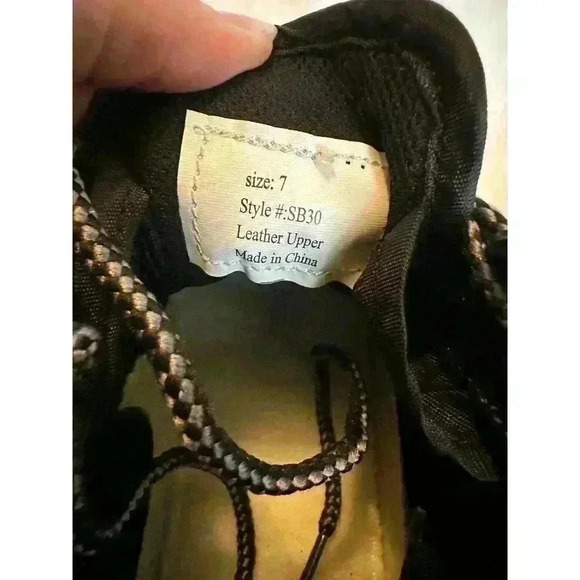 size: 7
Style #:SB30
Leather Upper
Made in China